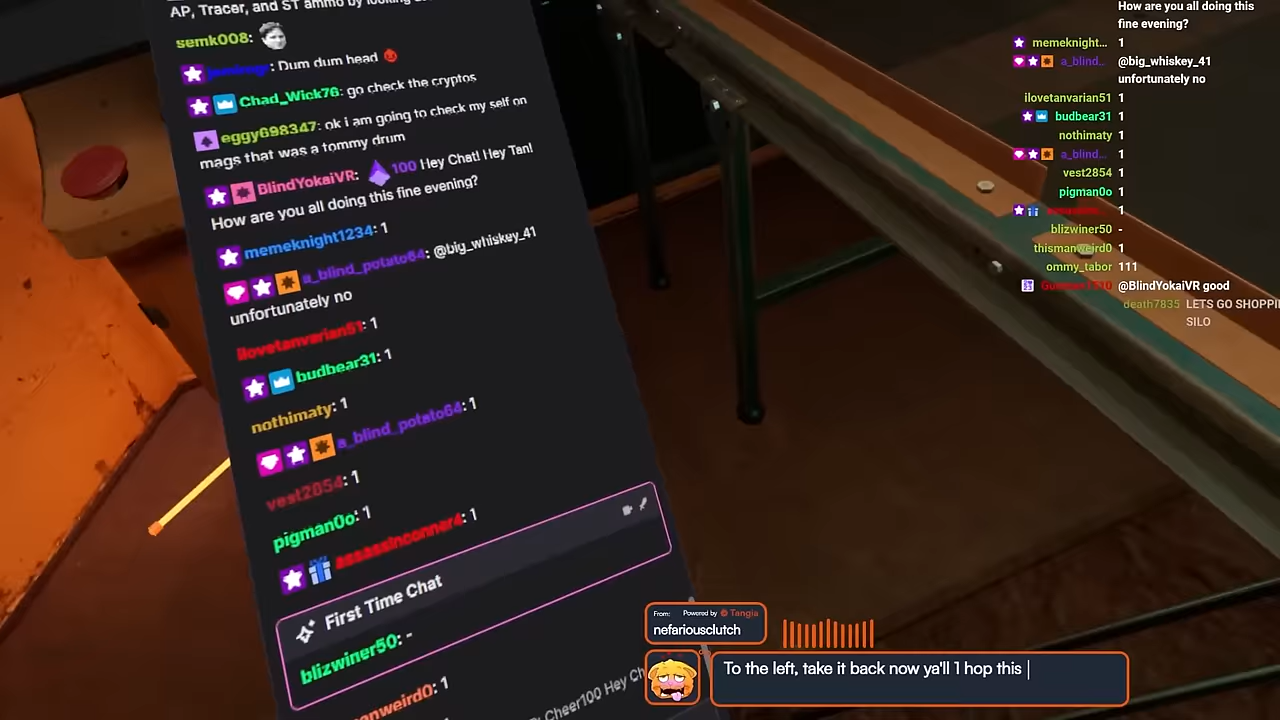 AP, Tracer, and ST ammo by looking
semk008:
: Dum dum head
Chad_Wick76: go check the cryptos
eggy698347: ok i am going to check my self on
mags that was a tommy drum
BlindYokaiVR: 100 Hey Chat! Hey Tan!
How are you all doing this fine evening?
memeknight1234: 1
a_blind_potato64: @big_whiskey_41
unfortunately no
ilovetanvarian51: 1
budbear31: 1
nothimaty: 1
a_blind_potato64: 1
vest2854: 1
pigman0o: 1
assassinconner4: 1
First Time Chat
blizwiner50: -
anweird0: 1
Cheer100 Hey Ch
How are you all doing this
fine evening?
memeknight... 1
a_blind... @big_whiskey_41
unfortunately no
ilovetanvarian51 1
budbear31 1
nothimaty 1
a_blind... 1
vest2854 1
pigman0o 1
1
blizwiner50 -
thismanweird0 1
ommy_tabor 111
@BlindYokaiVR good
death7835 LETS GO SHOPPI
SILO
From: Powered by Tangia
nefariousclutch
To the left, take it back now ya'll 1 hop this |